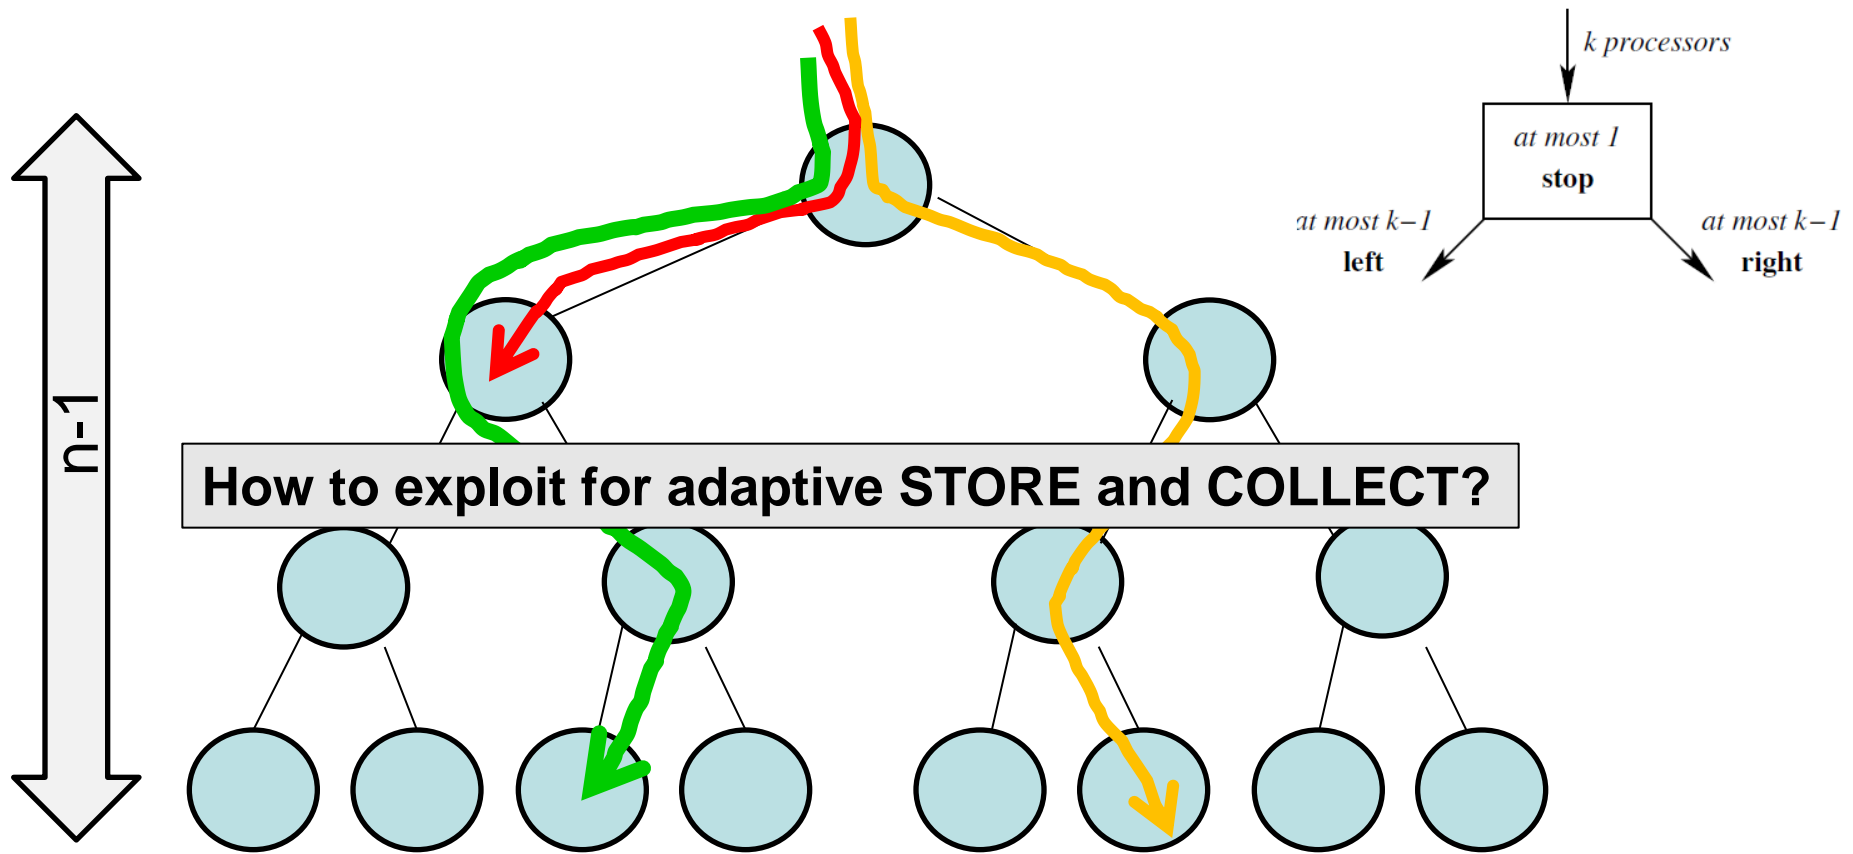 k processors
at most 1
stop
at most k−1
left
at most k−1
right
n-1
How to exploit for adaptive STORE and COLLECT?